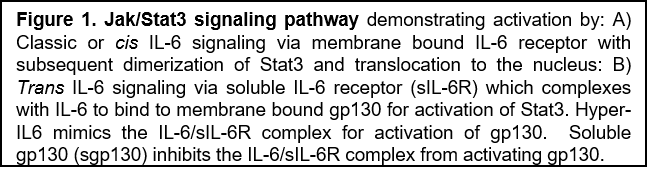 Figure 1. Jak/Stat3 signaling pathway demonstrating activation by: A)
Classic or cis IL-6 signaling via membrane bound IL-6 receptor with
subsequent dimerization of Stat3 and translocation to the nucleus: B)
Trans IL-6 signaling via soluble IL-6 receptor (sIL-6R) which complexes
with IL-6 to bind to membrane bound gp130 for activation of Stat3. Hyper-
IL6 mimics the IL-6/sIL-6R complex for activation of gp130. Soluble
gp130 (sgp130) inhibits the IL-6/sIL-6R complex from activating gp130.